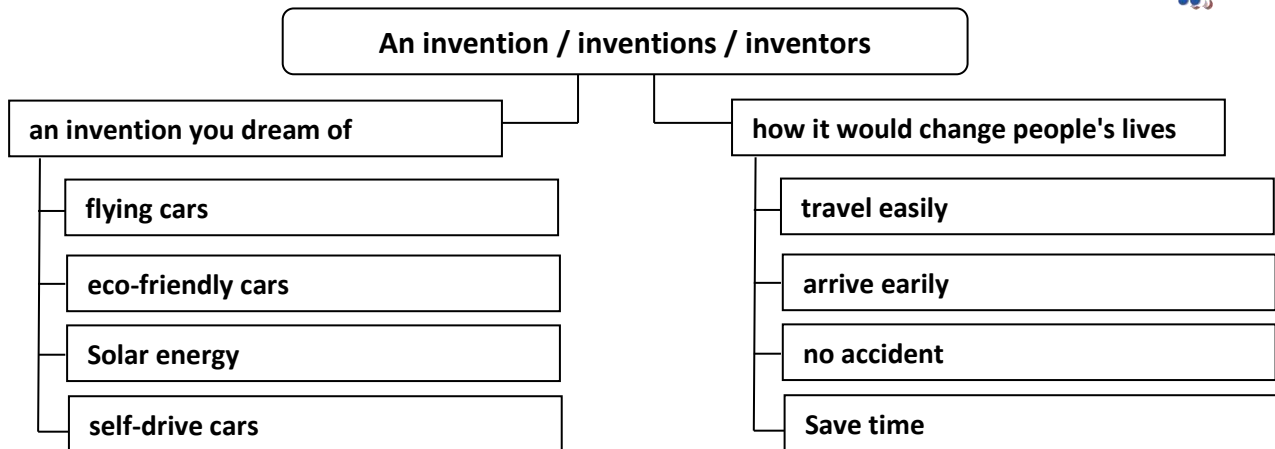 An invention / inventions / inventors
an invention you dream of
flying cars
eco-friendly cars
Solar energy
self-drive cars
how it would change people's lives
travel easily
arrive earily
no accident
Save time